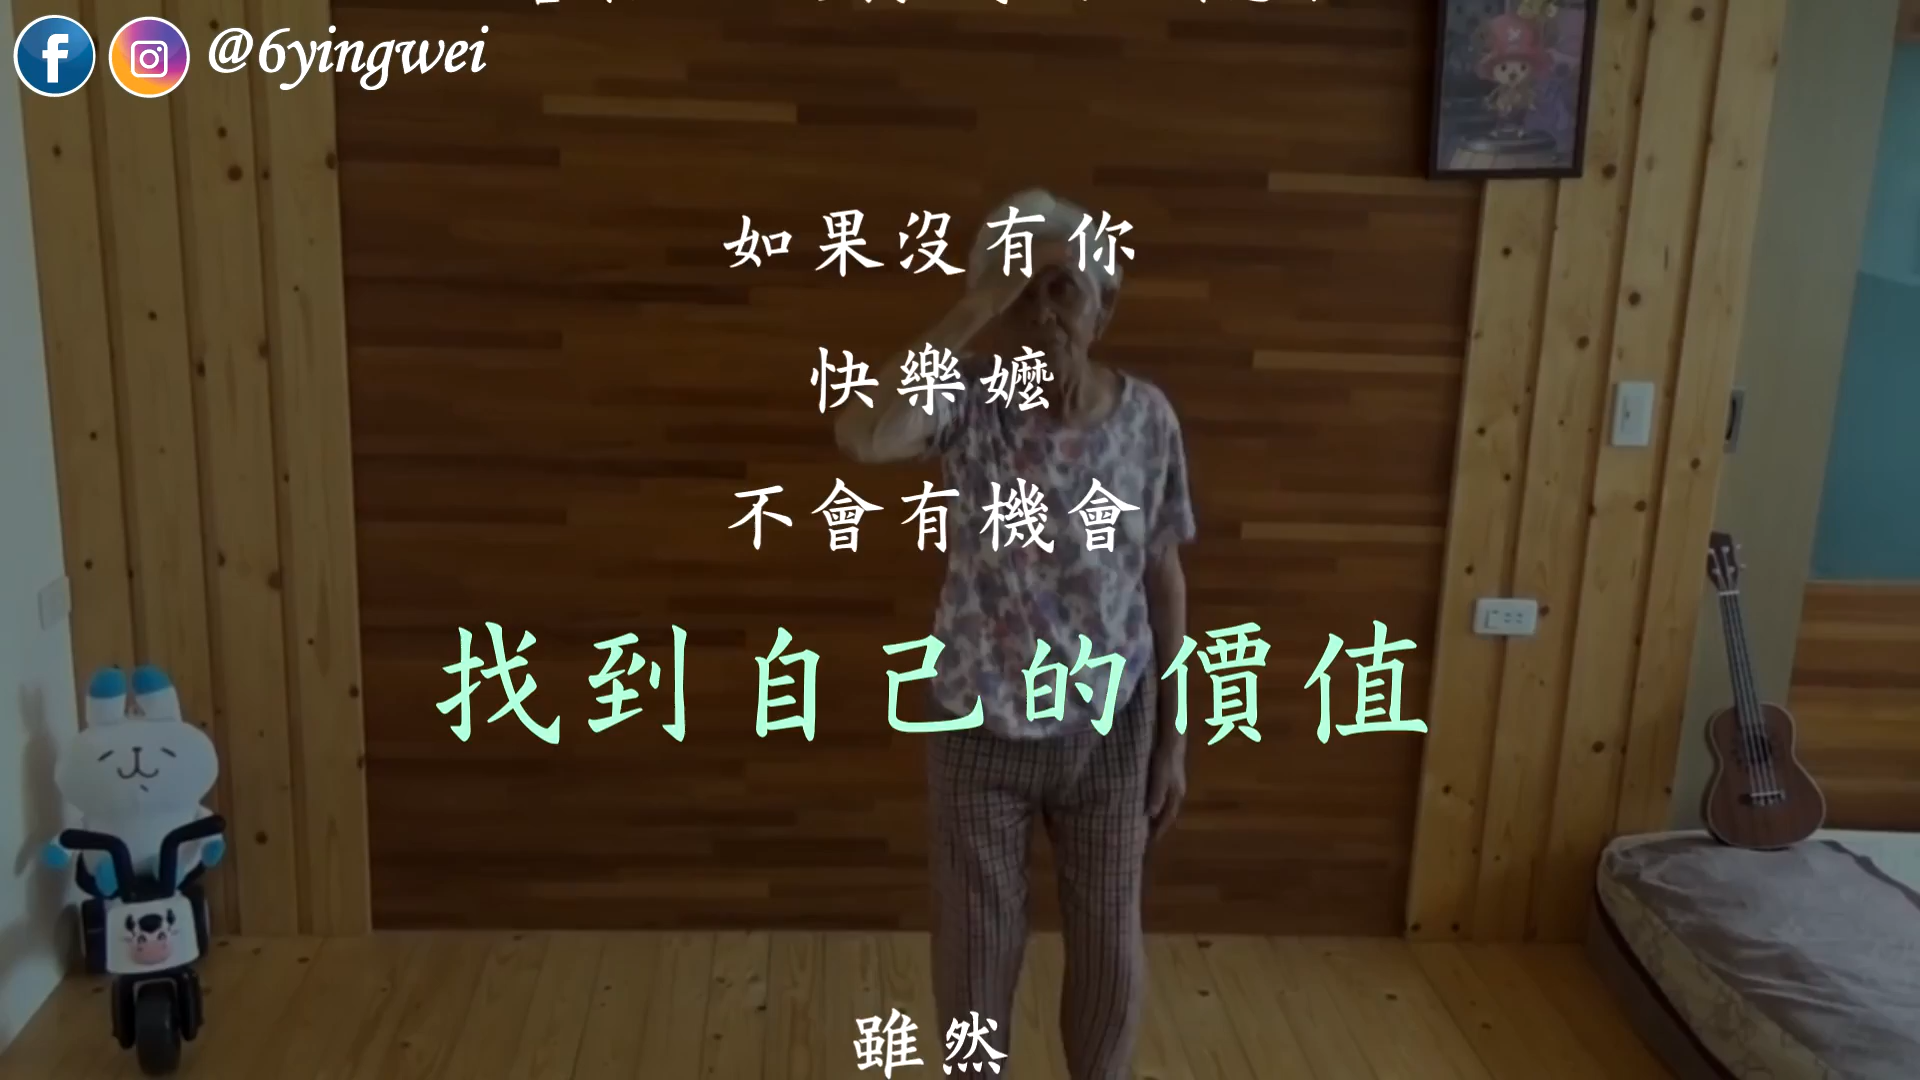 @6yingwei
如果沒有你
快樂嬤
不會有機會
找到自己的價值
雖然